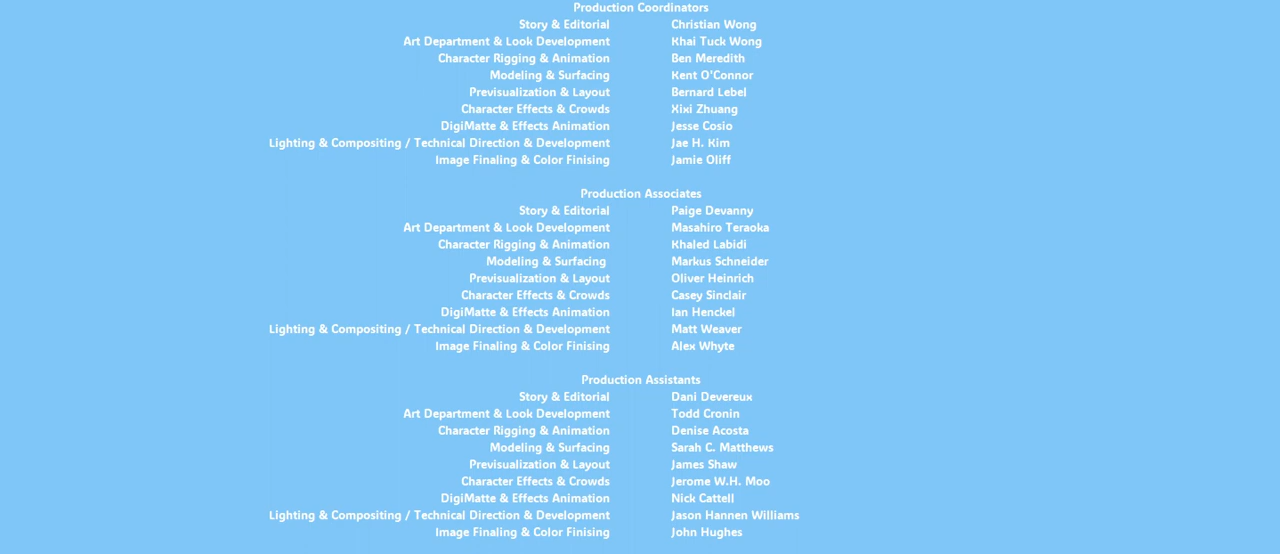 Production Coordinators
Story & Editorial Christian Wong
Art Department & Look Development Khai Tuck Wong
Character Rigging & Animation Ben Meredith
Modeling & Surfacing Kent O'Connor
Previsualization & Layout Bernard Lebel
Character Effects & Crowds Xixi Zhuang
DigiMatte & Effects Animation Jesse Cosio
Lighting & Compositing / Technical Direction & Development Jae H. Kim
Image Finaling & Color Finising Jamie Oliff
Production Associates
Story & Editorial Paige Devanny
Art Department & Look Development Masahiro Teraoka
Character Rigging & Animation Khaled Labidi
Modeling & Surfacing Markus Schneider
Previsualization & Layout Oliver Heinrich
Character Effects & Crowds Casey Sinclair
DigiMatte & Effects Animation Ian Henckel
Lighting & Compositing / Technical Direction & Development Matt Weaver
Image Finaling & Color Finising Alex Whyte
Production Assistants
Story & Editorial Dani Devereux
Art Department & Look Development Todd Cronin
Character Rigging & Animation Denise Acosta
Modeling & Surfacing Sarah C. Matthews
Previsualization & Layout James Shaw
Character Effects & Crowds Jerome W.H. Moo
DigiMatte & Effects Animation Nick Cattell
Lighting & Compositing / Technical Direction & Development Jason Hannen Williams
Image Finaling & Color Finising John Hughes